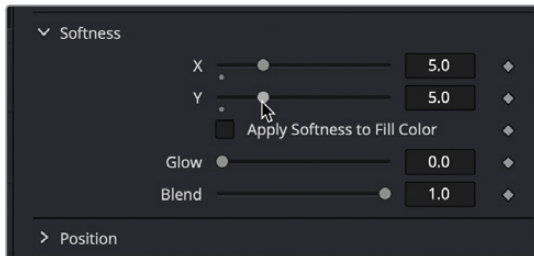 Softness
X 5.0
Y 5.0
Apply Softness to Fill Color
Glow 0.0
Blend 1.0
Position